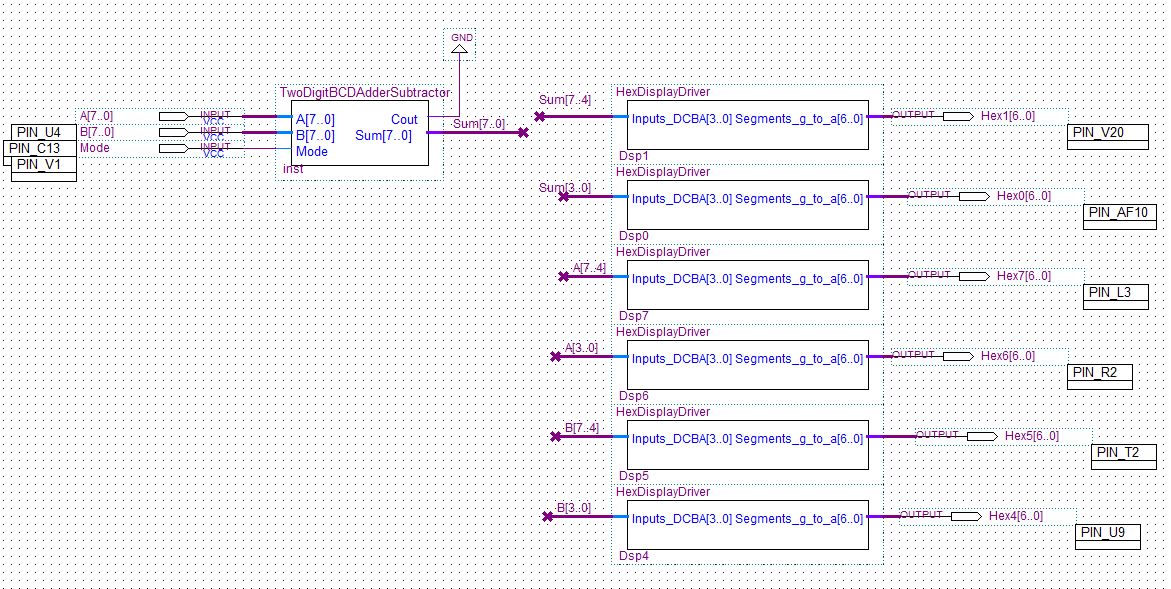 GND
TwoDigitBCDAdderSubtractor
A[7..0] INPUT VCC
B[7..0] INPUT VCC
Mode INPUT VCC
PIN_U4
PIN_C13
PIN_V1
A[7..0] Cout
B[7..0] Sum[7..0]
Mode
inst
Sum[7..0]
HexDisplayDriver
Sum[7..4]
Inputs_DCBA[3..0] Segments_g_to_a[6..0]
OUTPUT Hex1[6..0]
PIN_V20
Dsp1
HexDisplayDriver
Sum[3..0]
Inputs_DCBA[3..0] Segments_g_to_a[6..0]
OUTPUT Hex0[6..0]
PIN_AF10
Dsp0
HexDisplayDriver
A[7..4]
Inputs_DCBA[3..0] Segments_g_to_a[6..0]
OUTPUT Hex7[6..0]
PIN_L3
Dsp7
HexDisplayDriver
A[3..0]
Inputs_DCBA[3..0] Segments_g_to_a[6..0]
OUTPUT Hex6[6..0]
PIN_R2
Dsp6
HexDisplayDriver
B[7..4]
Inputs_DCBA[3..0] Segments_g_to_a[6..0]
OUTPUT Hex5[6..0]
PIN_T2
Dsp5
HexDisplayDriver
B[3..0]
Inputs_DCBA[3..0] Segments_g_to_a[6..0]
OUTPUT Hex4[6..0]
PIN_U9
Dsp4